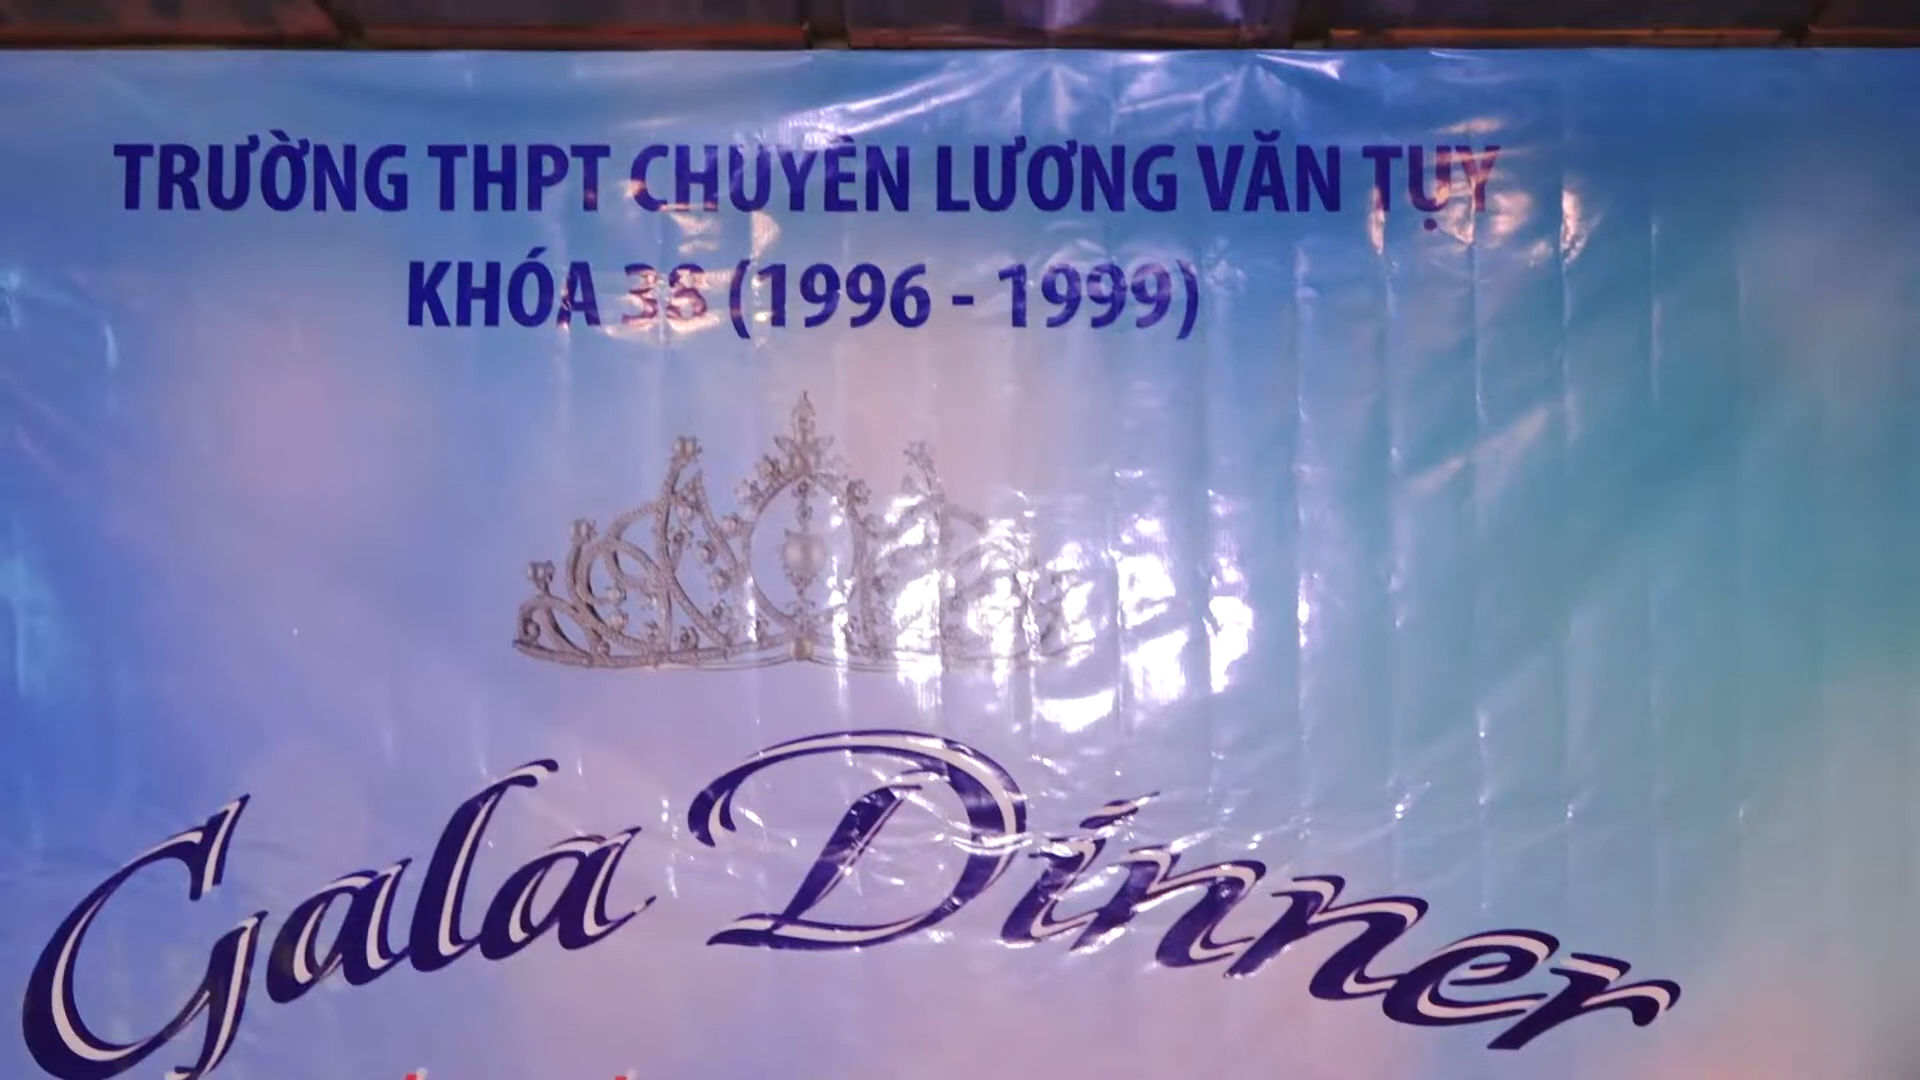 TRƯỜNG THPT CHUYÊN LƯƠNG VĂN TỤY
KHÓA 38 (1996 - 1999)
Gala Dinner